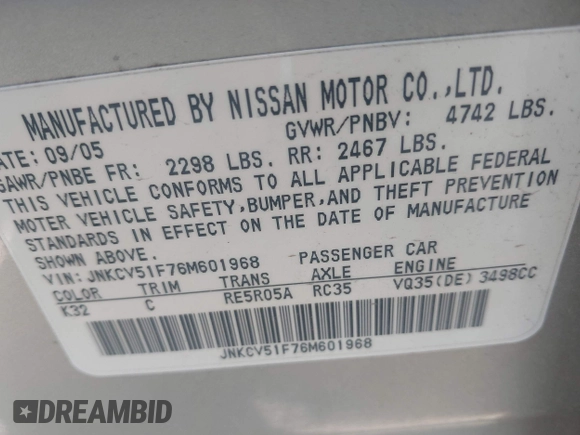 MANUFACTURED BY NISSAN MOTOR CO.,LTD.
ATE: 09/05 GVWR/PNBV: 4742 LBS.
GAWR/PNBE FR: 2298 LBS. RR: 2467 LBS.
THIS VEHICLE CONFORMS TO ALL APPLICABLE FEDERAL
MOTOR VEHICLE SAFETY,BUMPER,AND THEFT PREVENTION
STANDARDS IN EFFECT ON THE DATE OF MANUFACTURE
SHOWN ABOVE.
VIN: JNKCV51F76M601968 PASSENGER CAR
COLOR TRIM TRANS AXLE ENGINE
K32 C RE5R05A RC35 VQ35(DE) 3498CC
JNKCV51F76M601968
DREAMBID